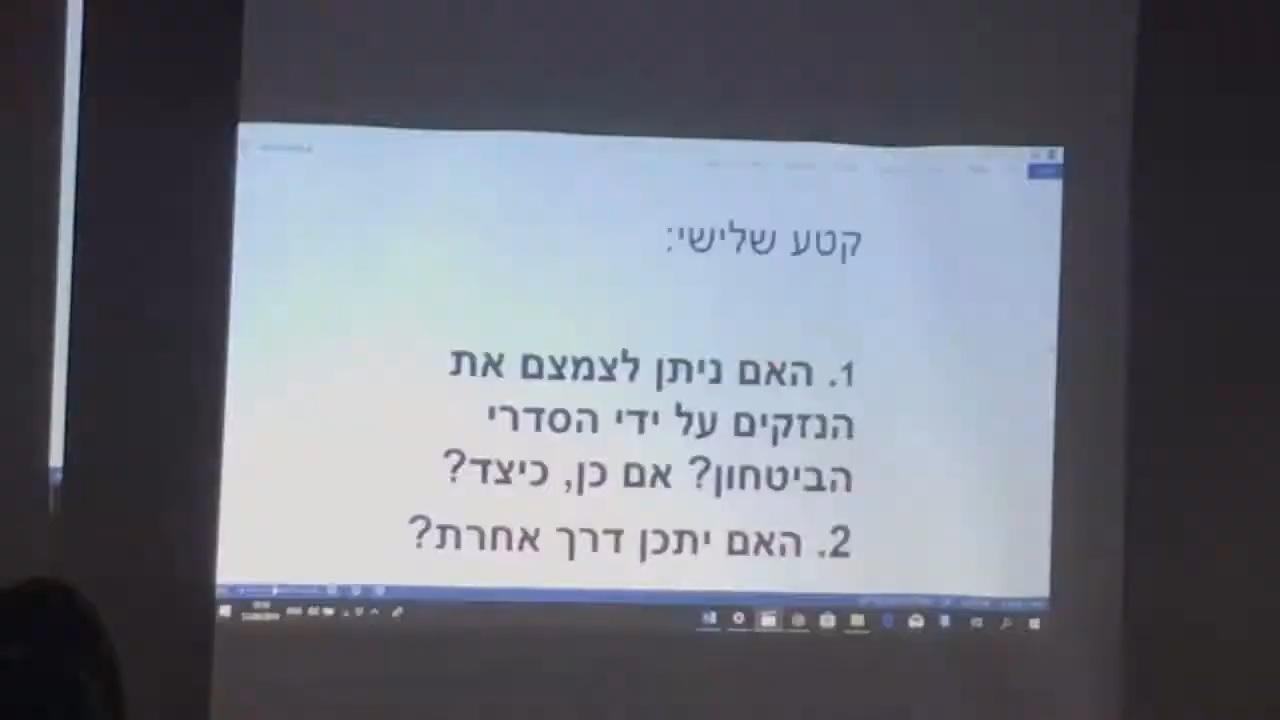 קטע שלישי:
1. האם ניתן לצמצם את
הנזקים על ידי הסדרי
הביטחון? אם כן, כיצד?
2. האם יתכן דרך אחרת?